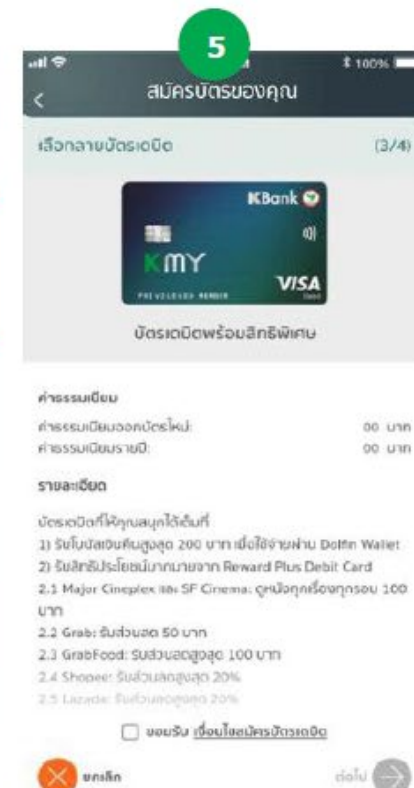 5
100%
สมัครบัตรของคุณ
เลือกลายบัตรเดบิต (3/4)
KBank
K MY
PRIVILEGED MEMBER
VISA
Debit
บัตรเดบิตพร้อมสิทธิพิเศษ
ค่าธรรมเนียม
ค่าธรรมเนียมออกบัตรใหม่: 00 บาท
ค่าธรรมเนียมรายปี: 00 บาท
รายละเอียด
บัตรเดบิตที่ให้คุณสนุกได้เต็มที่
1) รับโบนัสเงินคืนสูงสุด 200 บาท เมื่อใช้จ่ายผ่าน Dolfin Wallet
2) รับสิทธิประโยชน์มากมายจาก Reward Plus Debit Card
2.1 Major Cineplex และ SF Cinema: ดูหนังทุกเรื่องทุกรอบ 100
บาท
2.2 Grab: รับส่วนลด 50 บาท
2.3 GrabFood: รับส่วนลดสูงสุด 100 บาท
2.4 Shopee: รับส่วนลดสูงสุด 20%
2.5 Lazada: รับส่วนลดสูงสุด 20%
ยอมรับ เงื่อนไขสมัครบัตรเดบิต
ยกเลิก ต่อไป